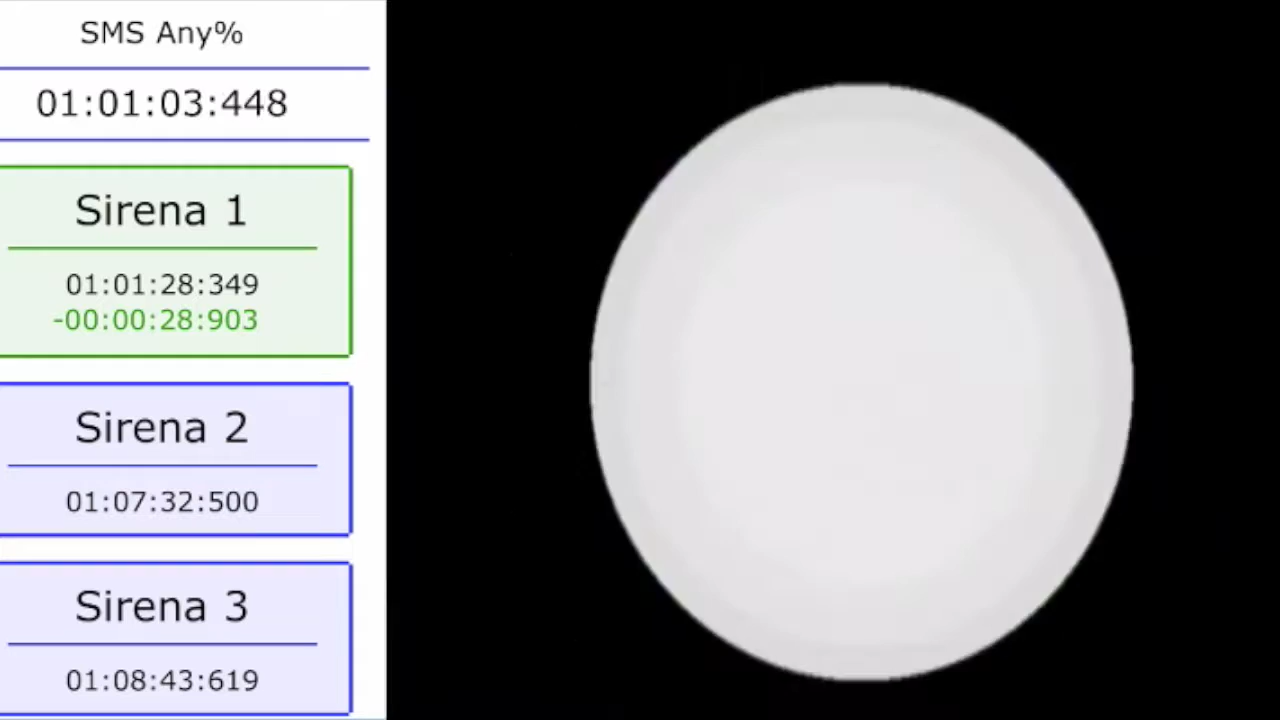 SMS Any%
01:01:03:448
Sirena 1
01:01:28:349
-00:00:28:903
Sirena 2
01:07:32:500
Sirena 3
01:08:43:619